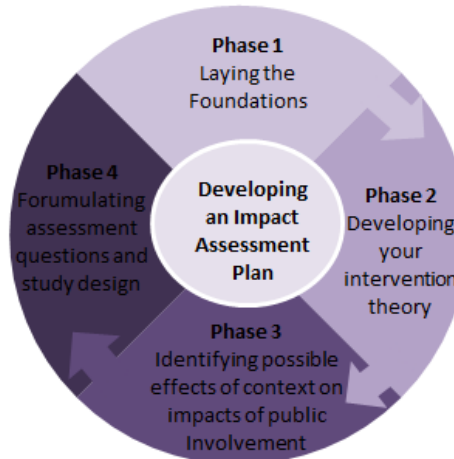 Phase 1
Laying the
Foundations
Phase 2
Developing
your
intervention
theory
Phase 3
Identifying possible
effects of context on
impacts of public
Involvement
Phase 4
Forumulating
assessment
questions and
study design
Developing
an Impact
Assessment
Plan